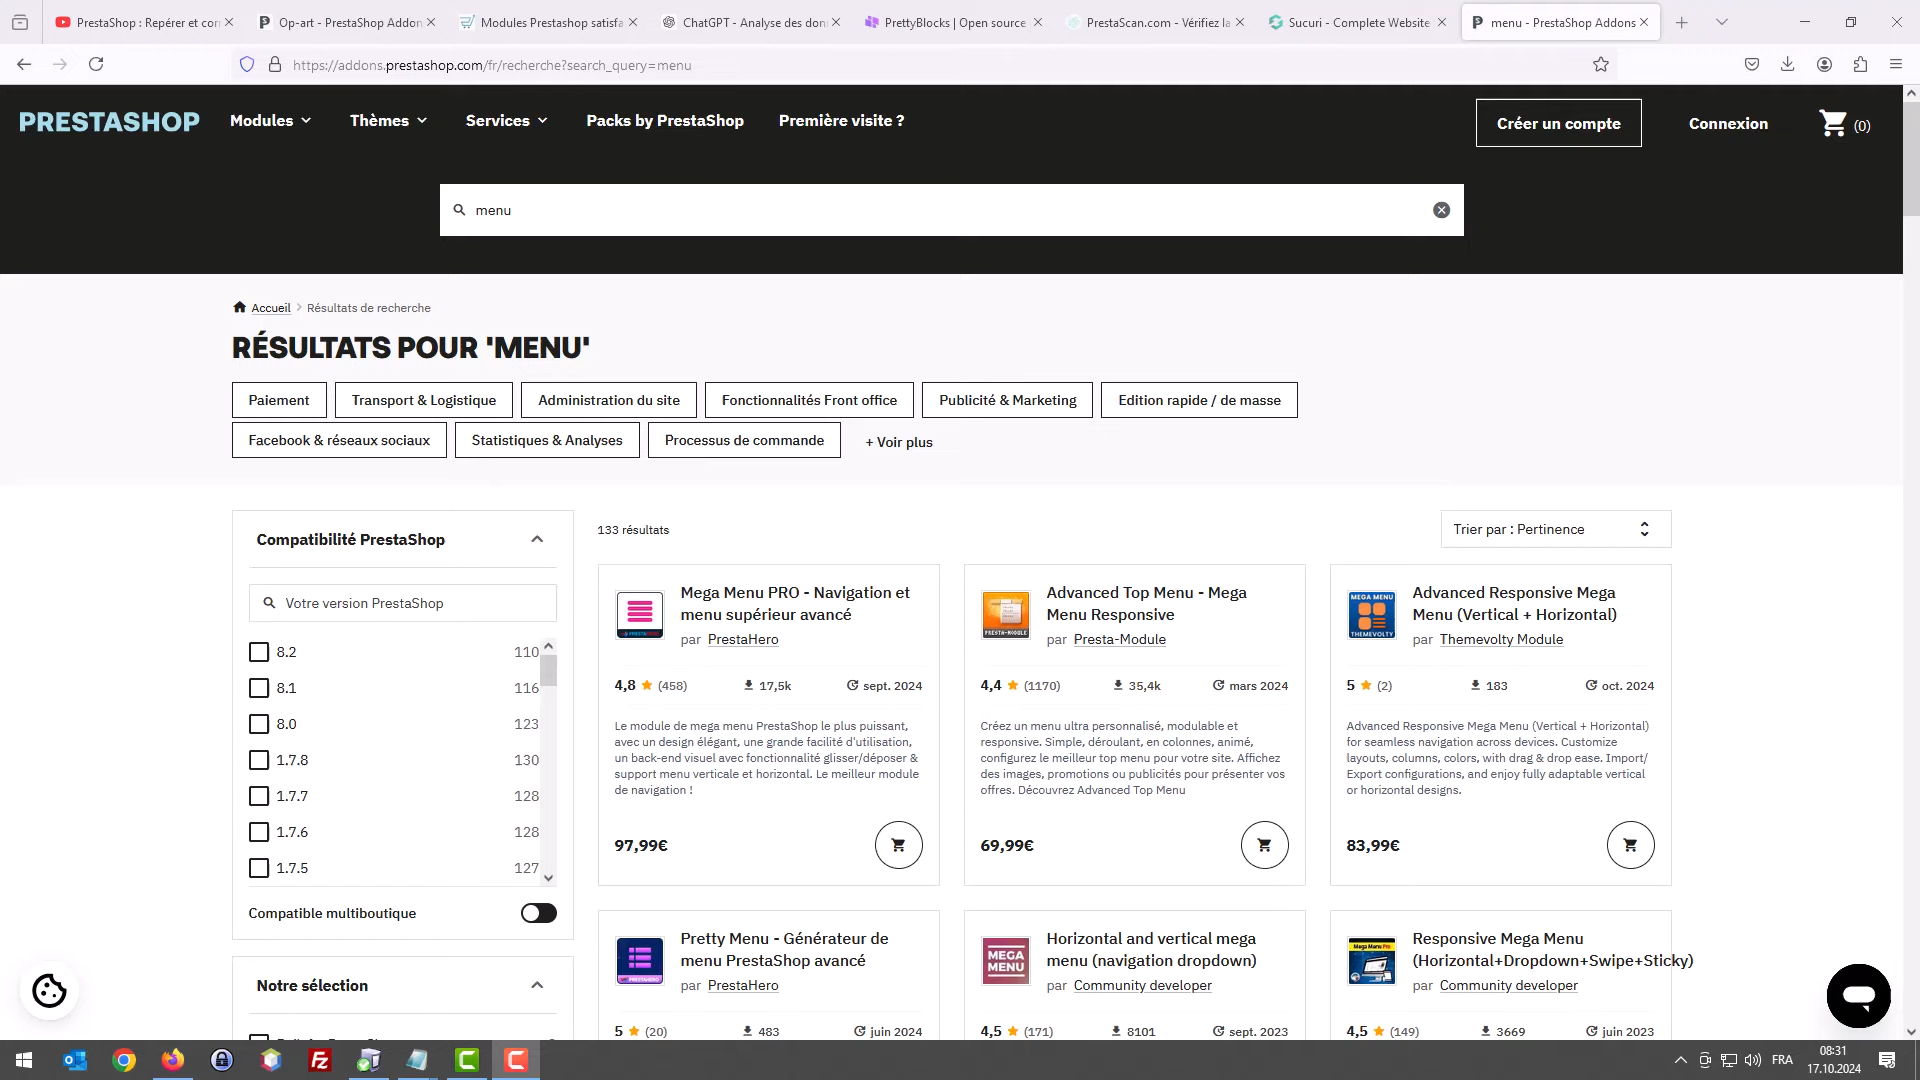 PrestaShop : Repérer et con
Op-art - PrestaShop Addon
Modules Prestashop satisfa
ChatGPT - Analyse des don
PrettyBlocks | Open source
PrestaScan.com - Vérifiez la
Sucuri - Complete Website
menu - PrestaShop Addons
https://addons.prestashop.com/fr/recherche?search_query=menu
PRESTASHOP
Modules
Thèmes
Services
Packs by PrestaShop
Première visite ?
Créer un compte
Connexion
(0)
menu
Accueil > Résultats de recherche
RÉSULTATS POUR 'MENU'
Paiement
Transport & Logistique
Administration du site
Fonctionnalités Front office
Publicité & Marketing
Edition rapide / de masse
Facebook & réseaux sociaux
Statistiques & Analyses
Processus de commande
+ Voir plus
Compatibilité PrestaShop
Votre version PrestaShop
8.2 110
8.1 116
8.0 123
1.7.8 130
1.7.7 128
1.7.6 128
1.7.5 127
Compatible multiboutique
Notre sélection
133 résultats
Trier par : Pertinence
Mega Menu PRO - Navigation et
menu supérieur avancé
par PrestaHero
4,8 (458) 17,5k sept. 2024
Le module de mega menu PrestaShop le plus puissant,
avec un design élégant, une grande facilité d'utilisation,
un back-end visuel avec fonctionnalité glisser/déposer &
support menu verticale et horizontal. Le meilleur module
de navigation !
97,99€
PRESTA-MODULE
Advanced Top Menu - Mega
Menu Responsive
par Presta-Module
4,4 (1170) 35,4k mars 2024
Créez un menu ultra personnalisé, modulable et
responsive. Simple, déroulant, en colonnes, animé,
configurez le meilleur top menu pour votre site. Affichez
des images, promotions ou publicités pour présenter vos
offres. Découvrez Advanced Top Menu
69,99€
MEGA MENU
THEMEVOLTY
Advanced Responsive Mega
Menu (Vertical + Horizontal)
par Themevolty Module
5 (2) 183 oct. 2024
Advanced Responsive Mega Menu (Vertical + Horizontal)
for seamless navigation across devices. Customize
layouts, columns, colors, with drag & drop ease. Import/
Export configurations, and enjoy fully adaptable vertical
or horizontal designs.
83,99€
Pretty Menu - Générateur de
menu PrestaShop avancé
par PrestaHero
5 (20) 483 juin 2024
MEGA
MENU
Horizontal and vertical mega
menu (navigation dropdown)
par Community developer
4,5 (171) 8101 sept. 2023
Mega Menu Pro
Responsive Mega Menu
(Horizontal+Dropdown+Swipe+Sticky)
par Community developer
4,5 (149) 3669 juin 2023
FRA
08:31
17.10.2024